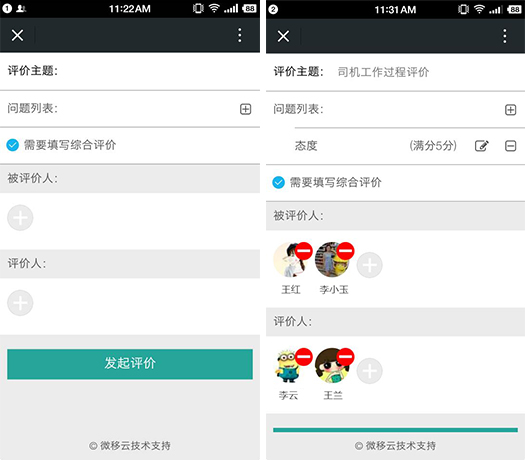 1 11:22AM 88
评价主题：
问题列表：
需要填写综合评价
被评价人：
评价人：
发起评价
© 微移云技术支持
2 11:31AM 88
评价主题： 司机工作过程评价
问题列表：
态度 (满分5分)
需要填写综合评价
被评价人：
王红 李小玉
评价人：
李云 王兰
© 微移云技术支持